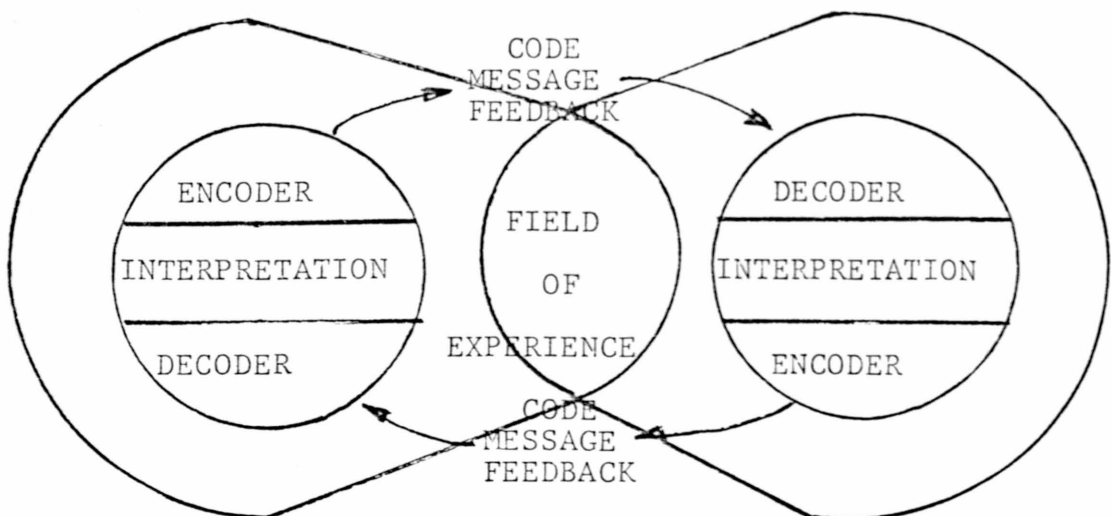 CODE
MESSAGE
FEEDBACK
ENCODER
INTERPRETATION
DECODER
FIELD
OF
EXPERIENCE
DECODER
INTERPRETATION
ENCODER
CODE
MESSAGE
FEEDBACK